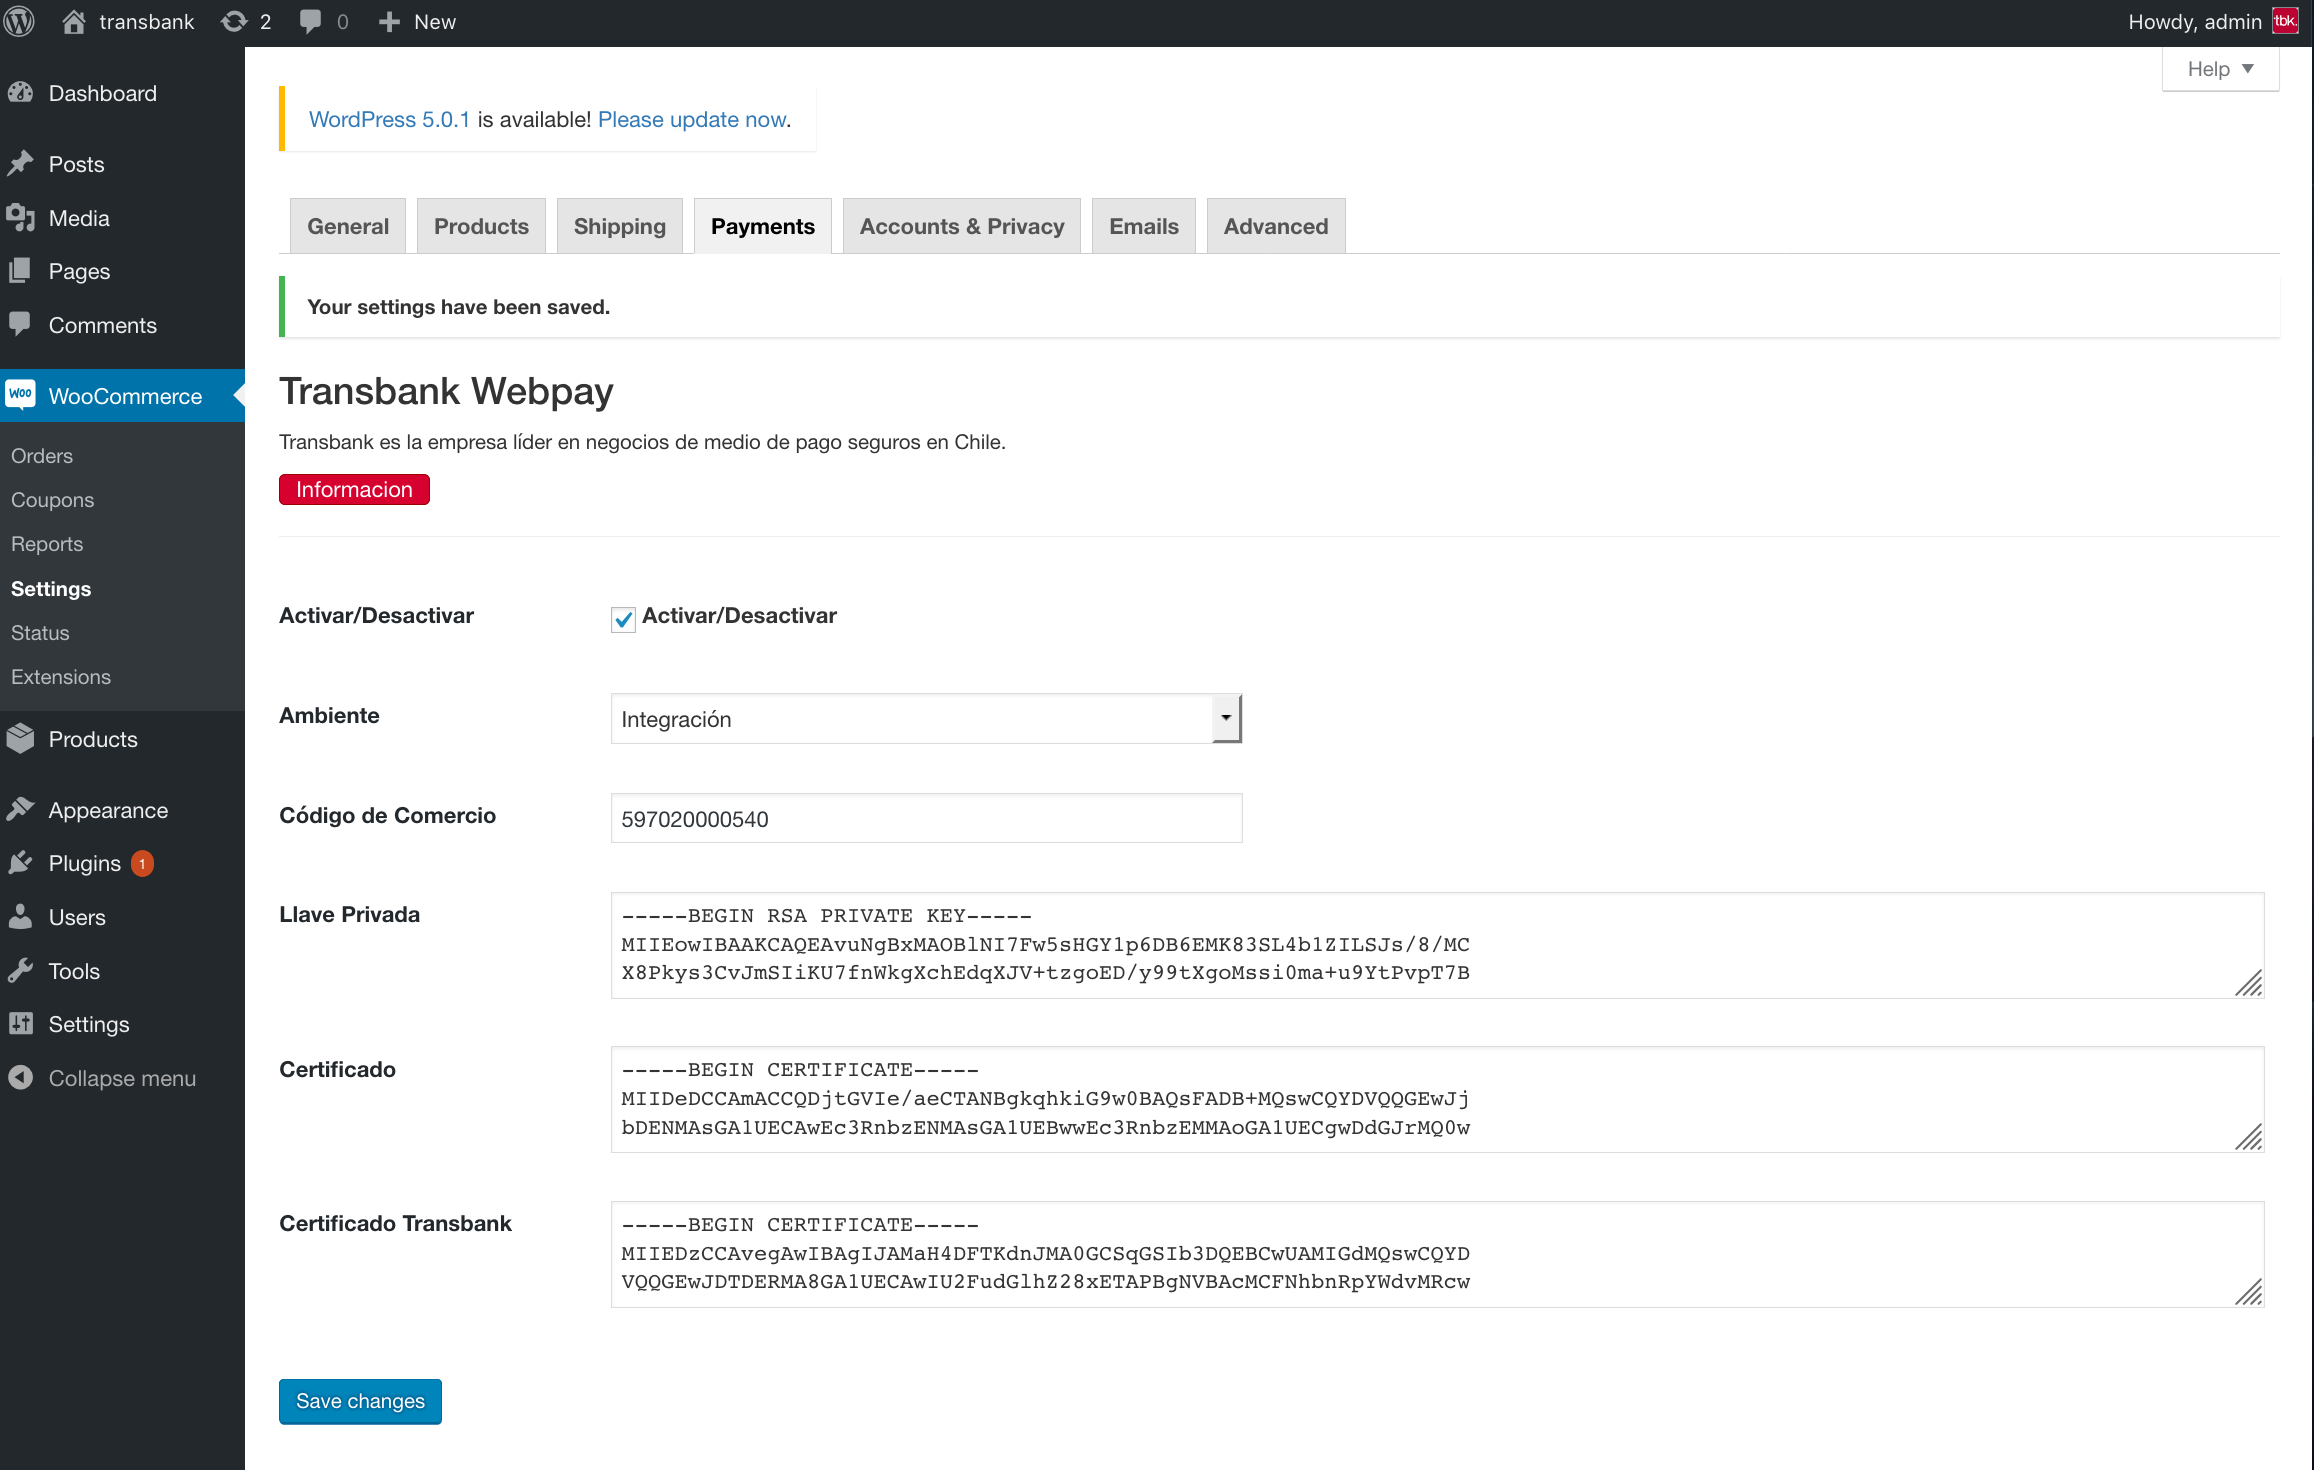 transbank 2 0 New Howdy, admin tbk.
Help
Dashboard
Posts
Media
Pages
Comments
Woo WooCommerce
Orders
Coupons
Reports
Settings
Status
Extensions
Products
Appearance
Plugins 1
Users
Tools
Settings
Collapse menu
WordPress 5.0.1 is available! Please update now.
General Products Shipping Payments Accounts & Privacy Emails Advanced
Your settings have been saved.
Transbank Webpay
Transbank es la empresa líder en negocios de medio de pago seguros en Chile.
Informacion
Activar/Desactivar Activar/Desactivar
Ambiente Integración
Código de Comercio 597020000540
Llave Privada
-----BEGIN RSA PRIVATE KEY-----
MIIEowIBAAKCAQEAvuNgBxMAOBlNI7Fw5sHGY1p6DB6EMK83SL4b1ZILSJs/8/MC
X8Pkys3CvJmSIiKU7fnWkgXchEdqXJV+tzgoED/y99tXgoMssi0ma+u9YtPvpT7B
Certificado
-----BEGIN CERTIFICATE-----
MIIDeDCCAmACCQDjtGVIe/aeCTANBgkqhkiG9w0BAQsFADB+MQswCQYDVQQGEwJj
bDENMAsGA1UECAwEc3RnbzENMAsGA1UEBwwEc3RnbzEMMAoGA1UECgwDdGJrMQ0w
Certificado Transbank
-----BEGIN CERTIFICATE-----
MIIEDzCCAvegAwIBAgIJAMaH4DFTKdnJMA0GCSqGSIb3DQEBCwUAMIGdMQswCQYD
VQQGEwJDTDERMA8GA1UECAwIU2FudGlhZ28xETAPBgNVBAcMCFNhbnRpYWdvMRcw
Save changes